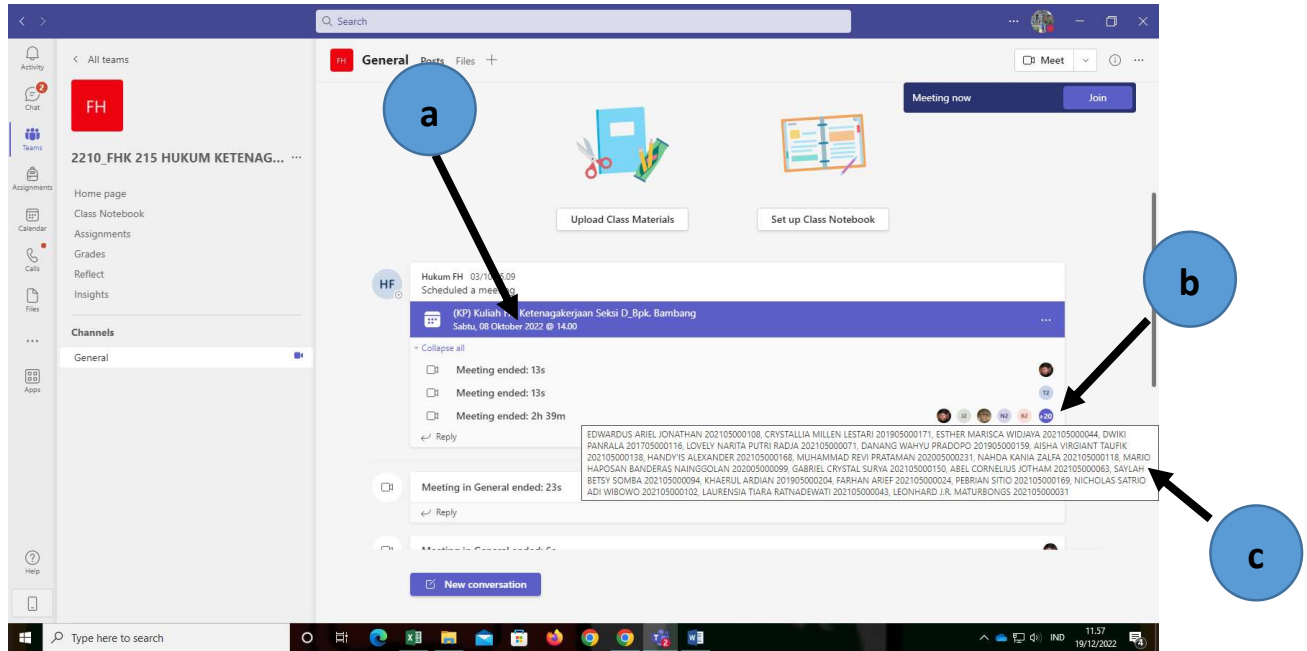 Search
Activity
Chat
2
Teams
Assignments
Calendar
Calls
Files
Apps
Help
All teams
FH
2210_FHK 215 HUKUM KETENAG...
Home page
Class Notebook
Assignments
Grades
Reflect
Insights
Channels
General
FH General Posts Files
Meet
Meeting now Join
a
Upload Class Materials
Set up Class Notebook
b
HF
Hukum FH
Scheduled a meeting
(KP) Kuliah Ketenagakerjaan Seksi D_Bpk. Bambang
Sabtu, 08 Oktober 2022 @ 14.00
Collapse all
Meeting ended: 13s
Meeting ended: 13s
T2
Meeting ended: 2h 39m
J2 N2 B2 +20
Reply
EDWARDUS ARIEL JONATHAN 202105000108, CRYSTALLIA MILLEN LESTARI 201905000171, ESTHER MARISCA WIDJAYA 202105000044, DWIKI
PANRALA 201705000116, LOVELY NARITA PUTRI RADJA 202105000071, DANANG WAHYU PRADOPO 201905000159, AISHA VIRGIANT TAUFIK
202105000138, HANDY'IS ALEXANDER 202105000168, MUHAMMAD REVI PRATAMAN 202005000231, NAHDA KANIA ZALFA 202105000118, MARIO
HAPOSAN BANDERAS NAINGGOLAN 202005000099, GABRIEL CRYSTAL SURYA 202105000150, ABEL CORNELIUS JOTHAM 202105000063, SAYLAH
BETSY SOMBA 202105000094, KHAERUL ARDIAN 201905000204, FARHAN ARIEF 202105000024, PEBRIAN SITIO 202105000169, NICHOLAS SATRIO
ADI WIBOWO 202105000102, LAURENSIA TIARA RATNADEWATI 202105000043, LEONHARD J.R. MATURBONGS 202105000031
c
Meeting in General ended: 23s
Reply
New conversation
Type here to search
IND
11.57
19/12/2022
4